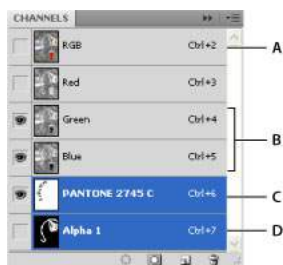 CHANNELS
RGB Ctrl+2 A
Red Ctrl+3
Green Ctrl+4
B
Blue Ctrl+5
PANTONE 2745 C Ctrl+6 C
Alpha 1 Ctrl+7 D